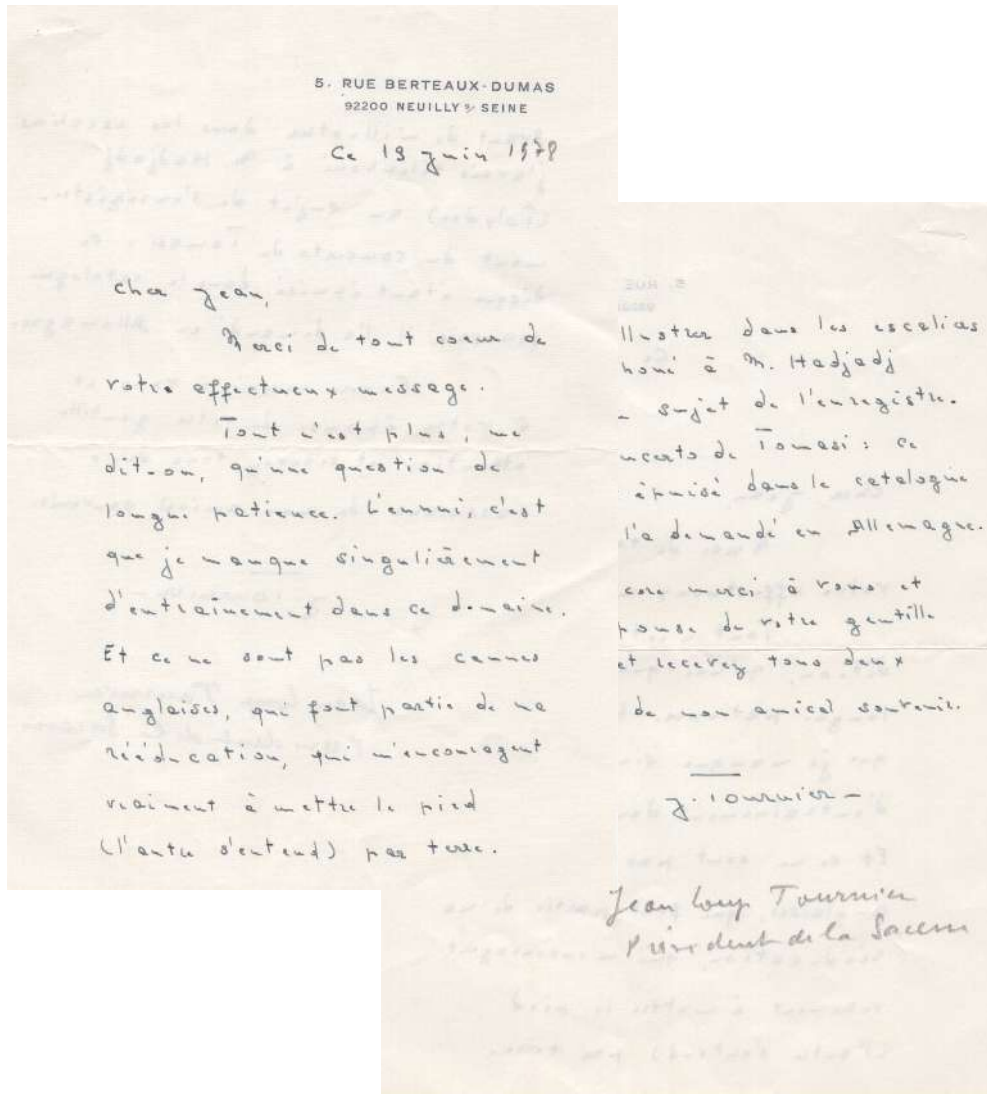 5. RUE BERTEAUX-DUMAS
92200 NEUILLY S/ SEINE
Ce 19 juin 1978
Cher Jean,
Merci de tout coeur de
votre affectueux message.
Tout n'est plus, me
dit-on, qu'une question de
longue patience. L'ennui, c'est
que je manque singulièrement
d'entrainement dans ce domaine.
Et ce ne sont pas les cannes
anglaises, qui font partie de ma
rééducation, qui m'encouragent
vraiment à mettre le pied
(l'autre s'entend) par terre.
llustrer dans les escaliers
honé à M. Hadjadj
sujet de l'enregistre-
ncerto de Tomasi : ce
épuisé dans le catalogue
l'a demandé en Allemagne.
core merci à vous et
pouse de votre gentille
et recevez tous deux
de mon amical souvenir.
J. Tournier
Jean Loup Tournier
Président de la Sacem